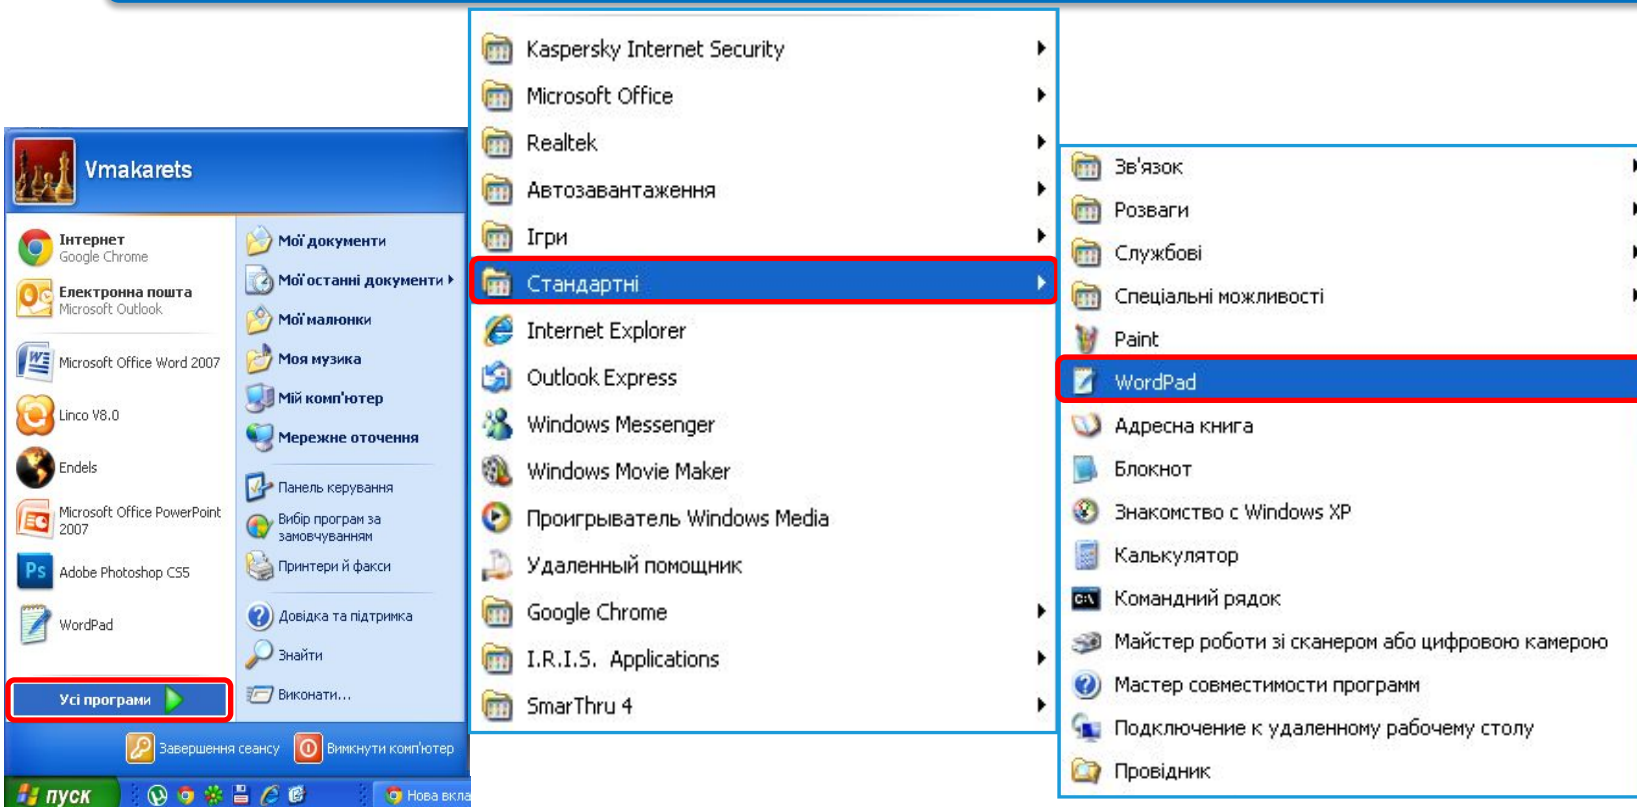 Vmakarets
Інтернет
Google Chrome
Електронна пошта
Microsoft Outlook
Microsoft Office Word 2007
Linco V8.0
Endels
Microsoft Office PowerPoint
2007
Adobe Photoshop CS5
WordPad
Усі програми
Мої документи
Мої останні документи
Мої малюнки
Моя музика
Мій комп'ютер
Мережне оточення
Панель керування
Вибір програм за
замовчуванням
Принтери й факси
Довідка та підтримка
Знайти
Виконати...
Завершення сеансу
Вимкнути комп'ютер
пуск
Нова вкла
Kaspersky Internet Security
Microsoft Office
Realtek
Автозавантаження
Ігри
Стандартні
Internet Explorer
Outlook Express
Windows Messenger
Windows Movie Maker
Проигрыватель Windows Media
Удаленный помощник
Google Chrome
I.R.I.S. Applications
SmarThru 4
Зв'язок
Розваги
Службові
Спеціальні можливості
Paint
WordPad
Адресна книга
Блокнот
Знакомство с Windows XP
Калькулятор
Командний рядок
Майстер роботи зі сканером або цифровою камерою
Мастер совместимости программ
Подключение к удаленному рабочему столу
Провідник